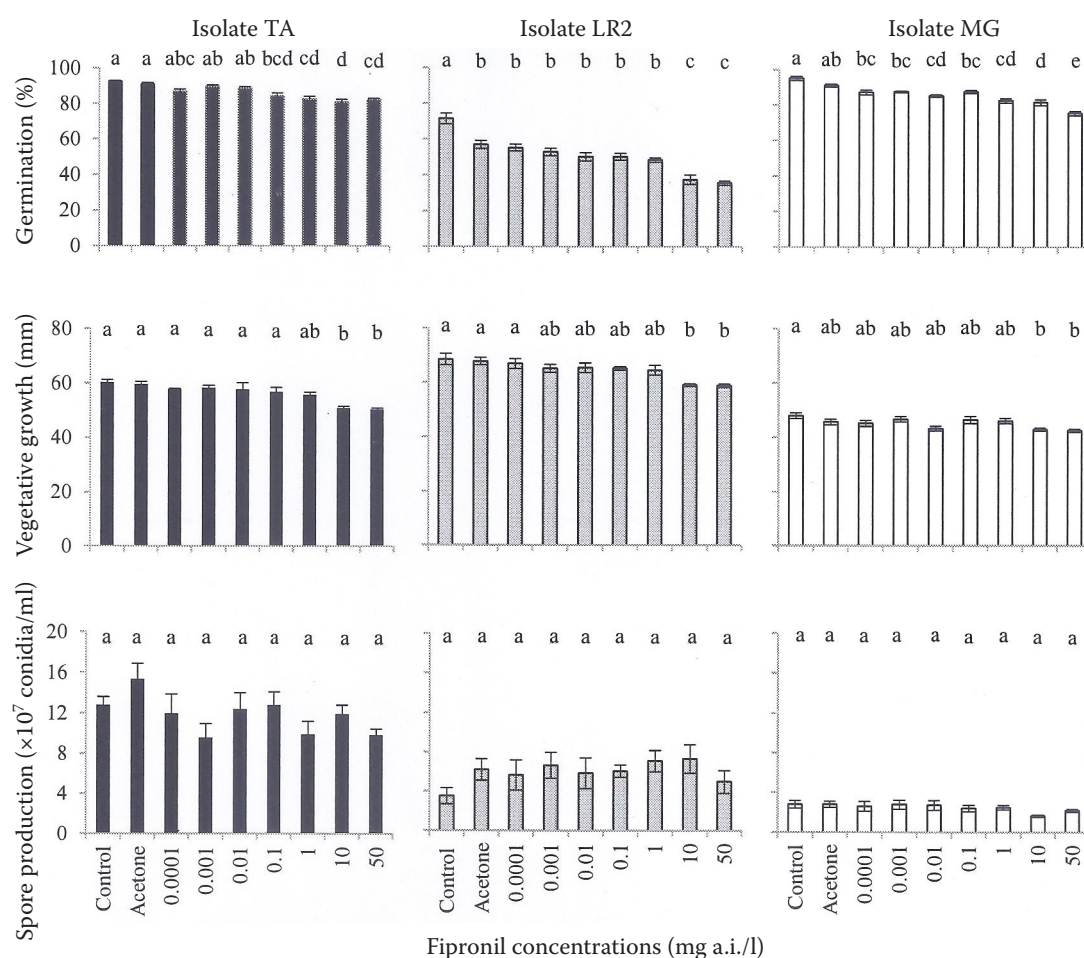 Isolate TA Isolate LR2 Isolate MG
Germination (%)
a a abc ab ab bcd cd d cd
a b b b b b b c c
a ab bc bc cd bc cd d e
100
80
60
40
20
0
Vegetative growth (mm)
a a a a a a ab b b
a a a ab ab ab ab b b
a ab ab ab ab ab ab b b
80
60
40
20
0
Spore production (×10⁷ conidia/ml)
a a a a a a a a a
a a a a a a a a a
a a a a a a a a a
20
16
12
8
4
0
Control Acetone 0.0001 0.001 0.01 0.1 1 10 50
Control Acetone 0.0001 0.001 0.01 0.1 1 10 50
Control Acetone 0.0001 0.001 0.01 0.1 1 10 50
Fipronil concentrations (mg a.i./l)